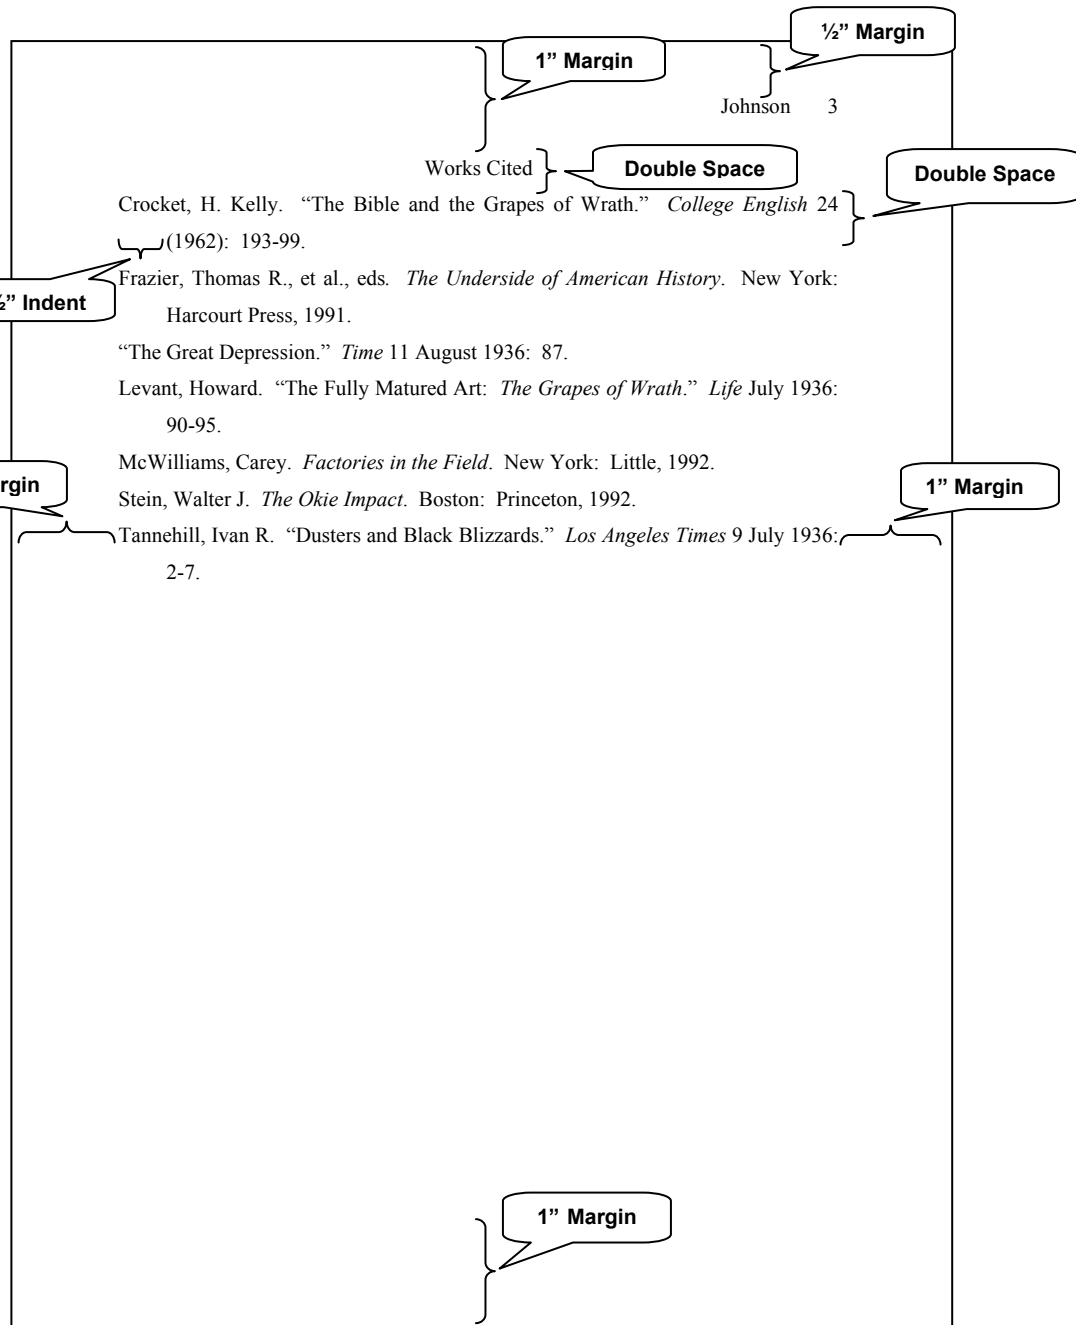 ½” Margin
1” Margin
Johnson 3
Works Cited
Double Space
Double Space
Crocket, H. Kelly. “The Bible and the Grapes of Wrath.” College English 24
(1962): 193-99.
Frazier, Thomas R., et al., eds. The Underside of American History. New York:
½” Indent
Harcourt Press, 1991.
“The Great Depression.” Time 11 August 1936: 87.
Levant, Howard. “The Fully Matured Art: The Grapes of Wrath.” Life July 1936:
90-95.
McWilliams, Carey. Factories in the Field. New York: Little, 1992.
1” Margin
Stein, Walter J. The Okie Impact. Boston: Princeton, 1992.
Tannehill, Ivan R. “Dusters and Black Blizzards.” Los Angeles Times 9 July 1936:
2-7.
1” Margin